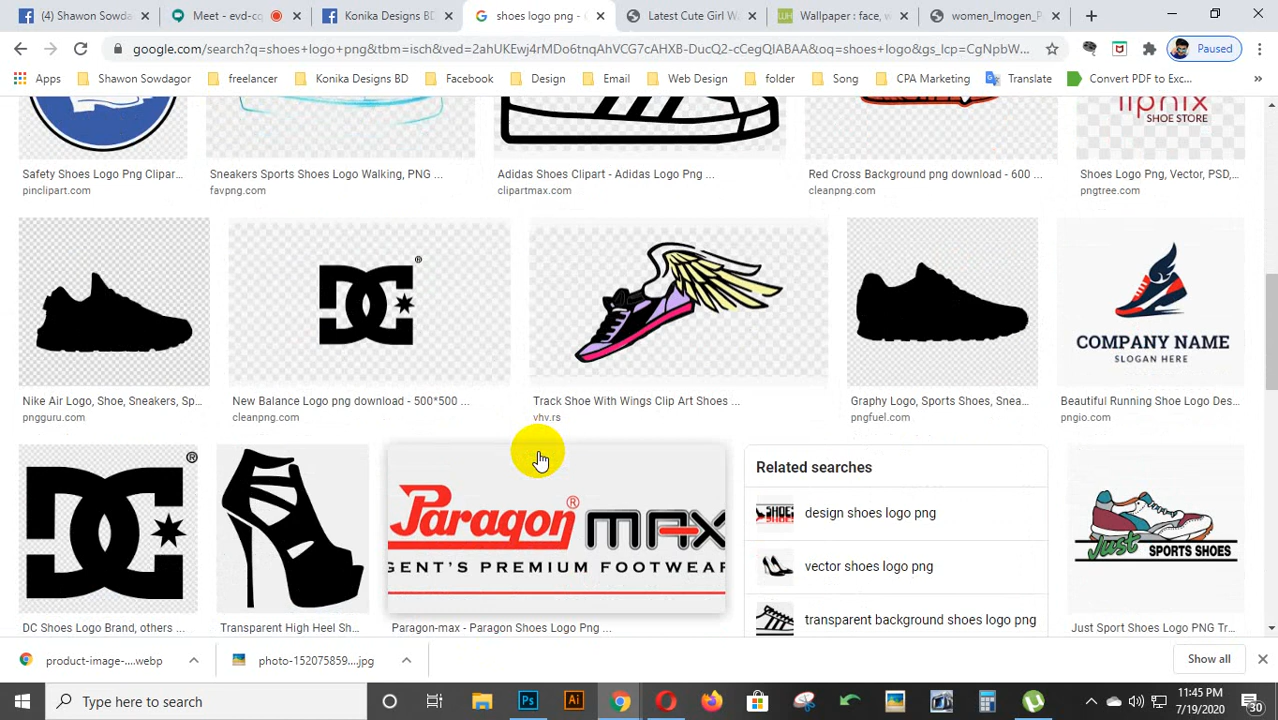 (4) Shawon Sowdagor
Meet - evd-cq
Konika Designs BD
shoes logo png -
Latest Cute Girl W
Wallpaper : face, w
women_Imogen_P
google.com/search?q=shoes+logo+png&tbm=isch&ved=2ahUKEwj4rMDo6tnqAhVCG7cAHXB-DucQ2-cCegQIABAA&oq=shoes+logo&gs_lcp=CgNpbW...
Paused
Apps
Shawon Sowdagor
freelancer
Konika Designs BD
Facebook
Design
Email
Web Design
folder
Song
CPA Marketing
Translate
Convert PDF to Exc...
»
lipnix
SHOE STORE
Safety Shoes Logo Png Clipar...
pinclipart.com
Sneakers Sports Shoes Logo Walking, PNG ...
favpng.com
Adidas Shoes Clipart - Adidas Logo Png ...
clipartmax.com
Red Cross Background png download - 600 ...
cleanpng.com
Shoes Logo Png, Vector, PSD,...
pngtree.com
DC ®
COMPANY NAME
SLOGAN HERE
Nike Air Logo, Shoe, Sneakers, Sp...
pngguru.com
New Balance Logo png download - 500*500 ...
cleanpng.com
Track Shoe With Wings Clip Art Shoes ...
vhv.rs
Graphy Logo, Sports Shoes, Snea...
pngfuel.com
Beautiful Running Shoe Logo Des...
pngio.com
DC ®
Paragon® MAX
GENT'S PREMIUM FOOTWEAR
Related searches
design shoes logo png
vector shoes logo png
transparent background shoes logo png
SHOE
Just SPORTS SHOES
DC Shoes Logo Brand, others ...
Transparent High Heel Sh...
Paragon-max - Paragon Shoes Logo Png ...
Just Sport Shoes Logo PNG Tr...
product-image-....webp
photo-152075859....jpg
Show all
Type here to search
Ps
Ai
11:45 PM
7/19/2020
30